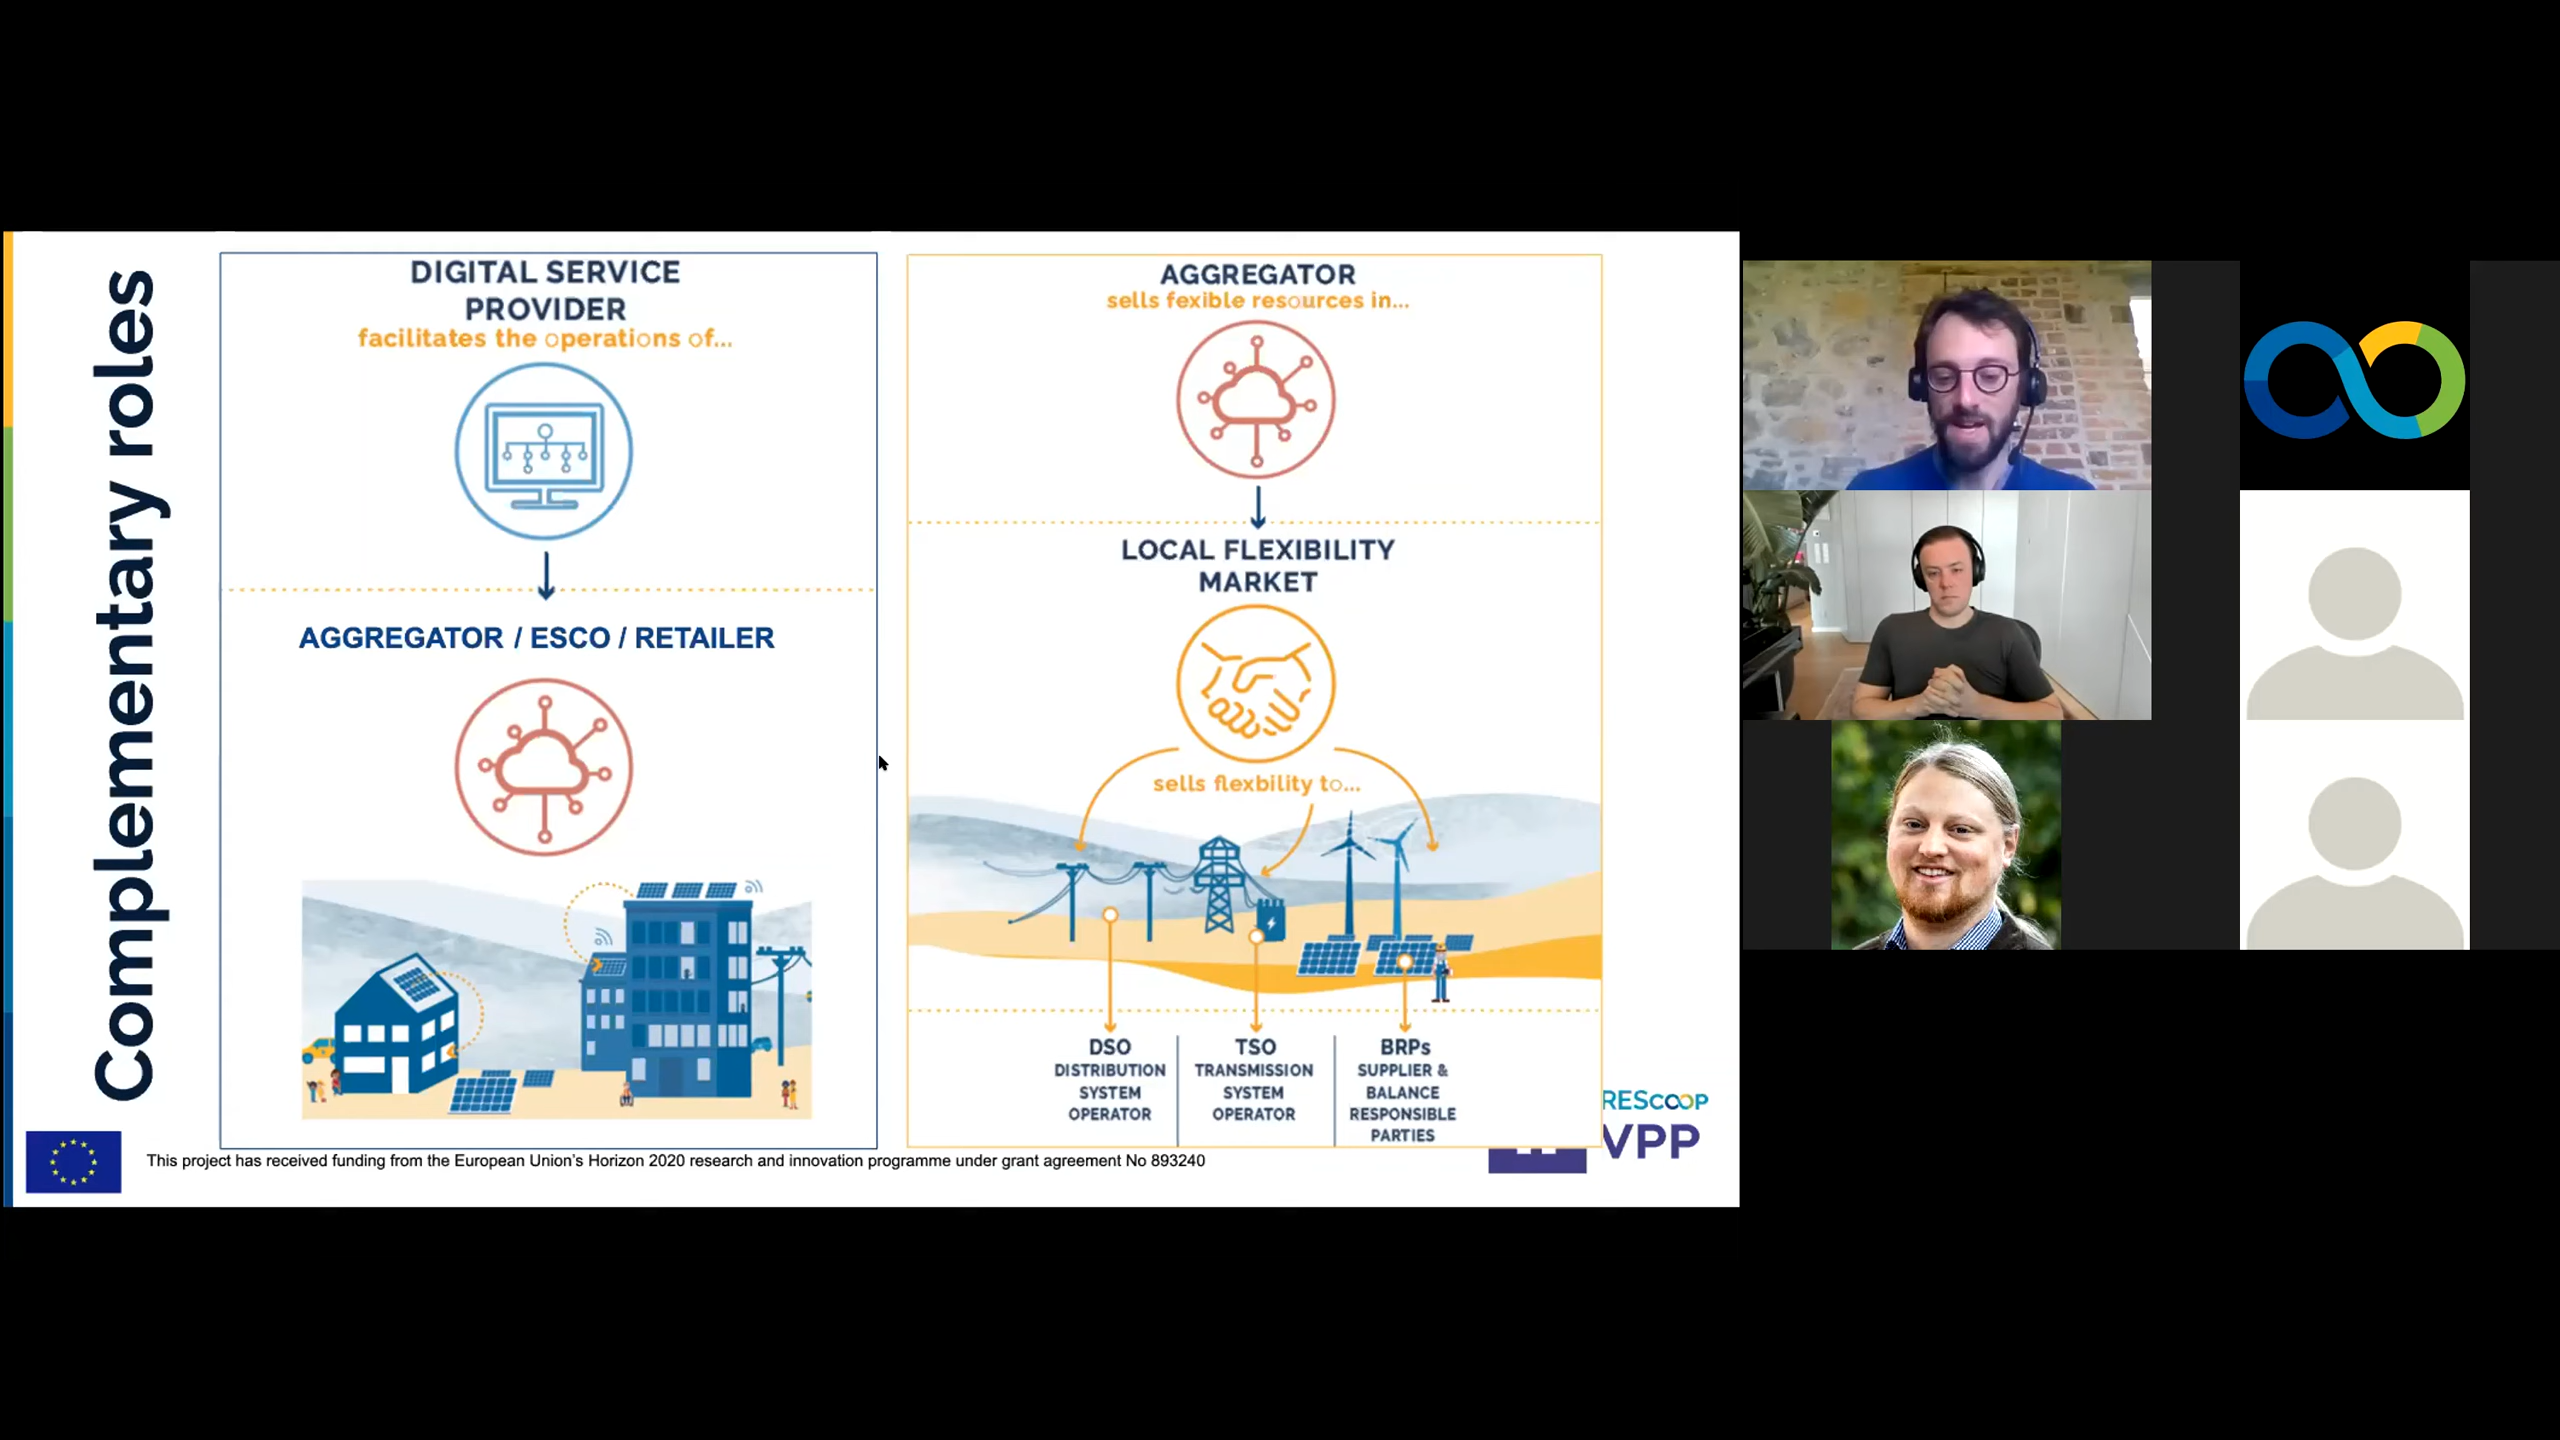 Complementary roles
DIGITAL SERVICE
PROVIDER
facilitates the operations of...
AGGREGATOR / ESCO / RETAILER
AGGREGATOR
sells fexible resources in...
LOCAL FLEXIBILITY
MARKET
sells flexbility to...
DSO
DISTRIBUTION
SYSTEM
OPERATOR
TSO
TRANSMISSION
SYSTEM
OPERATOR
BRPs
SUPPLIER &
BALANCE
RESPONSIBLE
PARTIES
REScoop
VPP
This project has received funding from the European Union's Horizon 2020 research and innovation programme under grant agreement No 893240